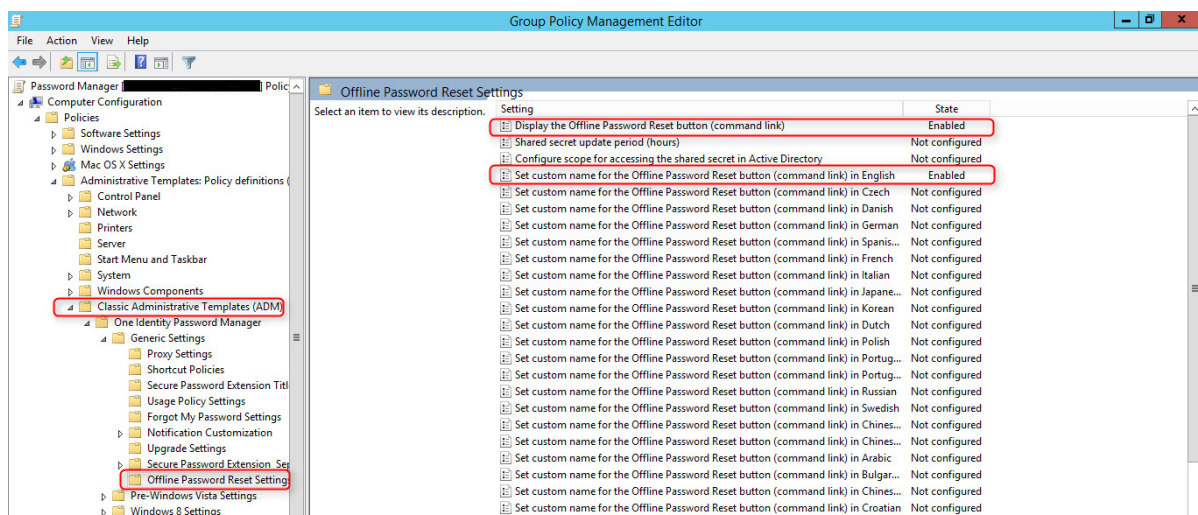 Group Policy Management Editor
File Action View Help
Password Manager [ ] Polic
Computer Configuration
Policies
Software Settings
Windows Settings
Mac OS X Settings
Administrative Templates: Policy definitions (
Control Panel
Network
Printers
Server
Start Menu and Taskbar
System
Windows Components
Classic Administrative Templates (ADM)
One Identity Password Manager
Generic Settings
Proxy Settings
Shortcut Policies
Secure Password Extension Titl
Usage Policy Settings
Forgot My Password Settings
Notification Customization
Upgrade Settings
Secure Password Extension Sep
Offline Password Reset Setting
Pre-Windows Vista Settings
Windows 8 Settings
Offline Password Reset Settings
Select an item to view its description.
Setting State
Display the Offline Password Reset button (command link) Enabled
Shared secret update period (hours) Not configured
Configure scope for accessing the shared secret in Active Directory Not configured
Set custom name for the Offline Password Reset button (command link) in English Enabled
Set custom name for the Offline Password Reset button (command link) in Czech Not configured
Set custom name for the Offline Password Reset button (command link) in Danish Not configured
Set custom name for the Offline Password Reset button (command link) in German Not configured
Set custom name for the Offline Password Reset button (command link) in Spanis... Not configured
Set custom name for the Offline Password Reset button (command link) in French Not configured
Set custom name for the Offline Password Reset button (command link) in Italian Not configured
Set custom name for the Offline Password Reset button (command link) in Japane... Not configured
Set custom name for the Offline Password Reset button (command link) in Korean Not configured
Set custom name for the Offline Password Reset button (command link) in Dutch Not configured
Set custom name for the Offline Password Reset button (command link) in Polish Not configured
Set custom name for the Offline Password Reset button (command link) in Portug... Not configured
Set custom name for the Offline Password Reset button (command link) in Portug... Not configured
Set custom name for the Offline Password Reset button (command link) in Russian Not configured
Set custom name for the Offline Password Reset button (command link) in Swedish Not configured
Set custom name for the Offline Password Reset button (command link) in Chines... Not configured
Set custom name for the Offline Password Reset button (command link) in Chines... Not configured
Set custom name for the Offline Password Reset button (command link) in Arabic Not configured
Set custom name for the Offline Password Reset button (command link) in Bulgar... Not configured
Set custom name for the Offline Password Reset button (command link) in Chines... Not configured
Set custom name for the Offline Password Reset button (command link) in Croatian Not configured